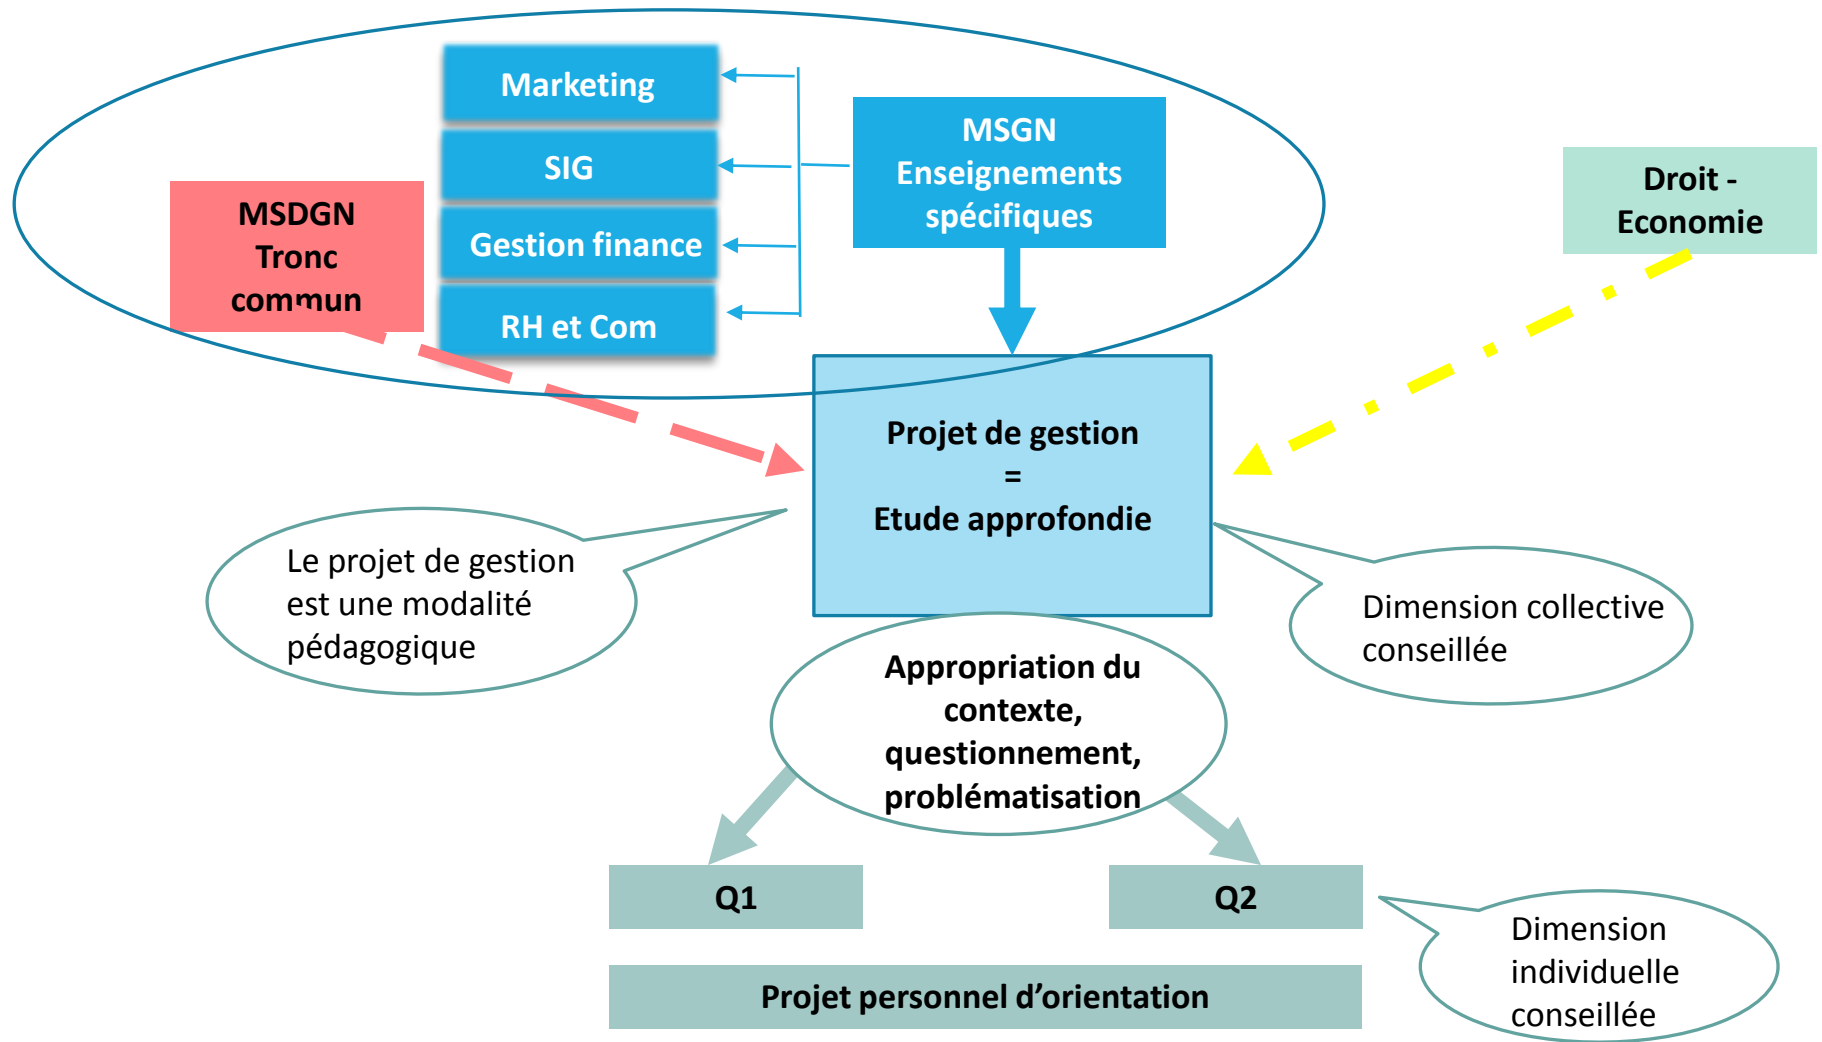 Marketing
SIG
Gestion finance
RH et Com
MSGN
Enseignements
spécifiques
MSDGN
Tronc
commun
Droit -
Economie
Projet de gestion
=
Etude approfondie
Le projet de gestion
est une modalité
pédagogique
Dimension collective
conseillée
Appropriation du
contexte,
questionnement,
problématisation
Q1
Q2
Projet personnel d’orientation
Dimension
individuelle
conseillée